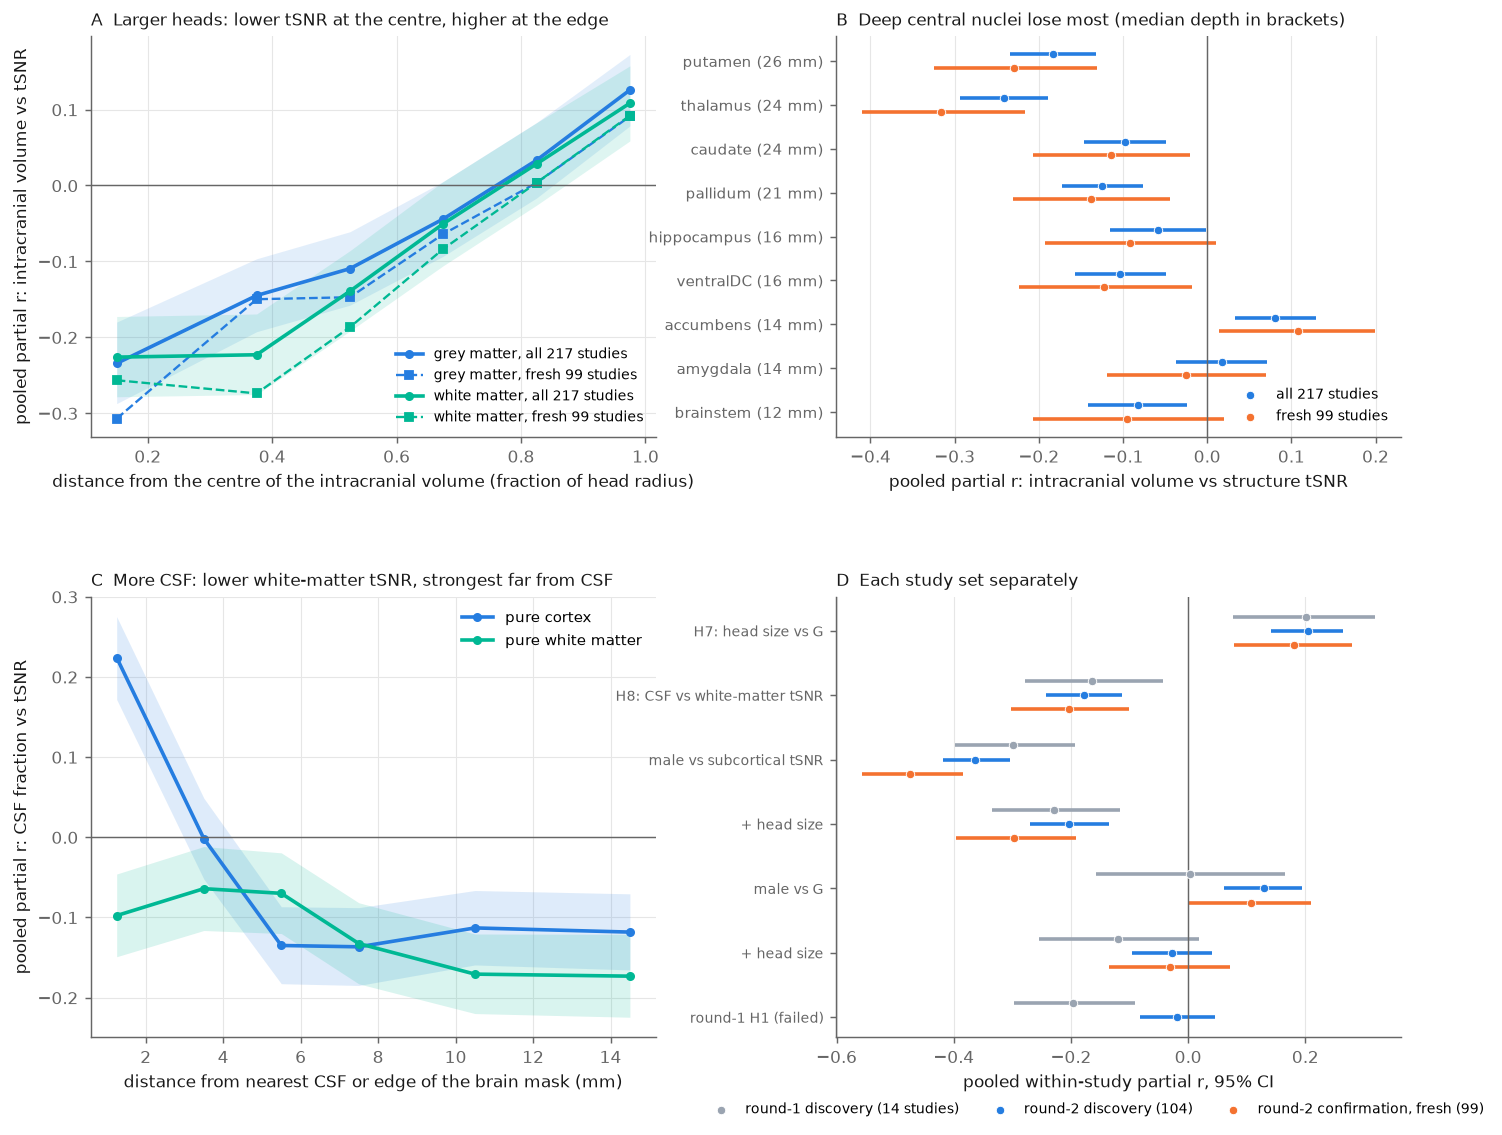 A  Larger heads: lower tSNR at the centre, higher at the edge
pooled partial r: intracranial volume vs tSNR
0.1
0.0
−0.1
−0.2
−0.3
grey matter, all 217 studies
grey matter, fresh 99 studies
white matter, all 217 studies
white matter, fresh 99 studies
0.2 0.4 0.6 0.8 1.0
distance from the centre of the intracranial volume (fraction of head radius)
B  Deep central nuclei lose most (median depth in brackets)
putamen (26 mm)
thalamus (24 mm)
caudate (24 mm)
pallidum (21 mm)
hippocampus (16 mm)
ventralDC (16 mm)
accumbens (14 mm)
amygdala (14 mm)
brainstem (12 mm)
all 217 studies
fresh 99 studies
−0.4 −0.3 −0.2 −0.1 0.0 0.1 0.2
pooled partial r: intracranial volume vs structure tSNR
C  More CSF: lower white-matter tSNR, strongest far from CSF
pooled partial r: CSF fraction vs tSNR
0.3
0.2
0.1
0.0
−0.1
−0.2
pure cortex
pure white matter
2 4 6 8 10 12 14
distance from nearest CSF or edge of the brain mask (mm)
D  Each study set separately
H7: head size vs G
H8: CSF vs white-matter tSNR
male vs subcortical tSNR
+ head size
male vs G
+ head size
round-1 H1 (failed)
−0.6 −0.4 −0.2 0.0 0.2
pooled within-study partial r, 95% CI
round-1 discovery (14 studies)
round-2 discovery (104)
round-2 confirmation, fresh (99)